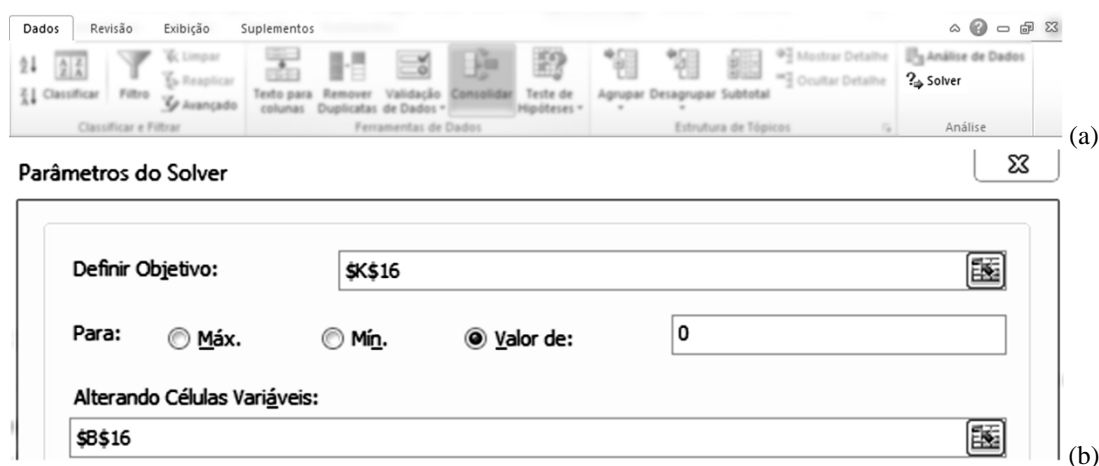 Dados Revisão Exibição Suplementos
Classificar Filtro Limpar Reaplicar Avançado
Texto para colunas Remover Duplicatas Validação de Dados Consolidar Teste de Hipóteses
Agrupar Desagrupar Subtotal Mostrar Detalhe Ocultar Detalhe
Análise de Dados
Solver
Classificar e Filtrar Ferramentas de Dados Estrutura de Tópicos Análise
(a)
Parâmetros do Solver
Definir Objetivo: $K$16
Para: Máx. Mín. Valor de: 0
Alterando Células Variáveis:
$B$16
(b)